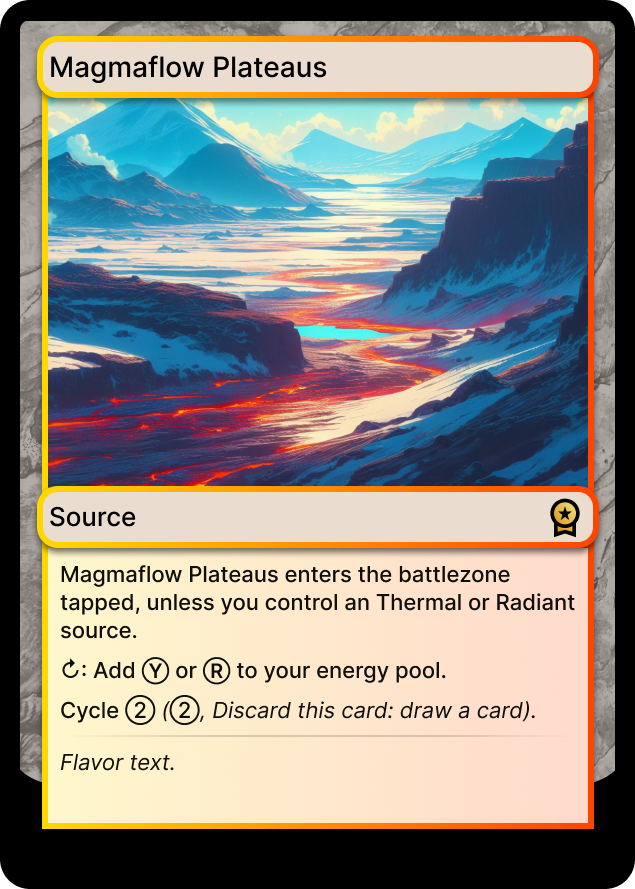 Magmaflow Plateaus
Source
Magmaflow Plateaus enters the battlezone
tapped, unless you control an Thermal or Radiant
source.
↻: Add Ⓨ or Ⓡ to your energy pool.
Cycle ② (②, Discard this card: draw a card).
Flavor text.